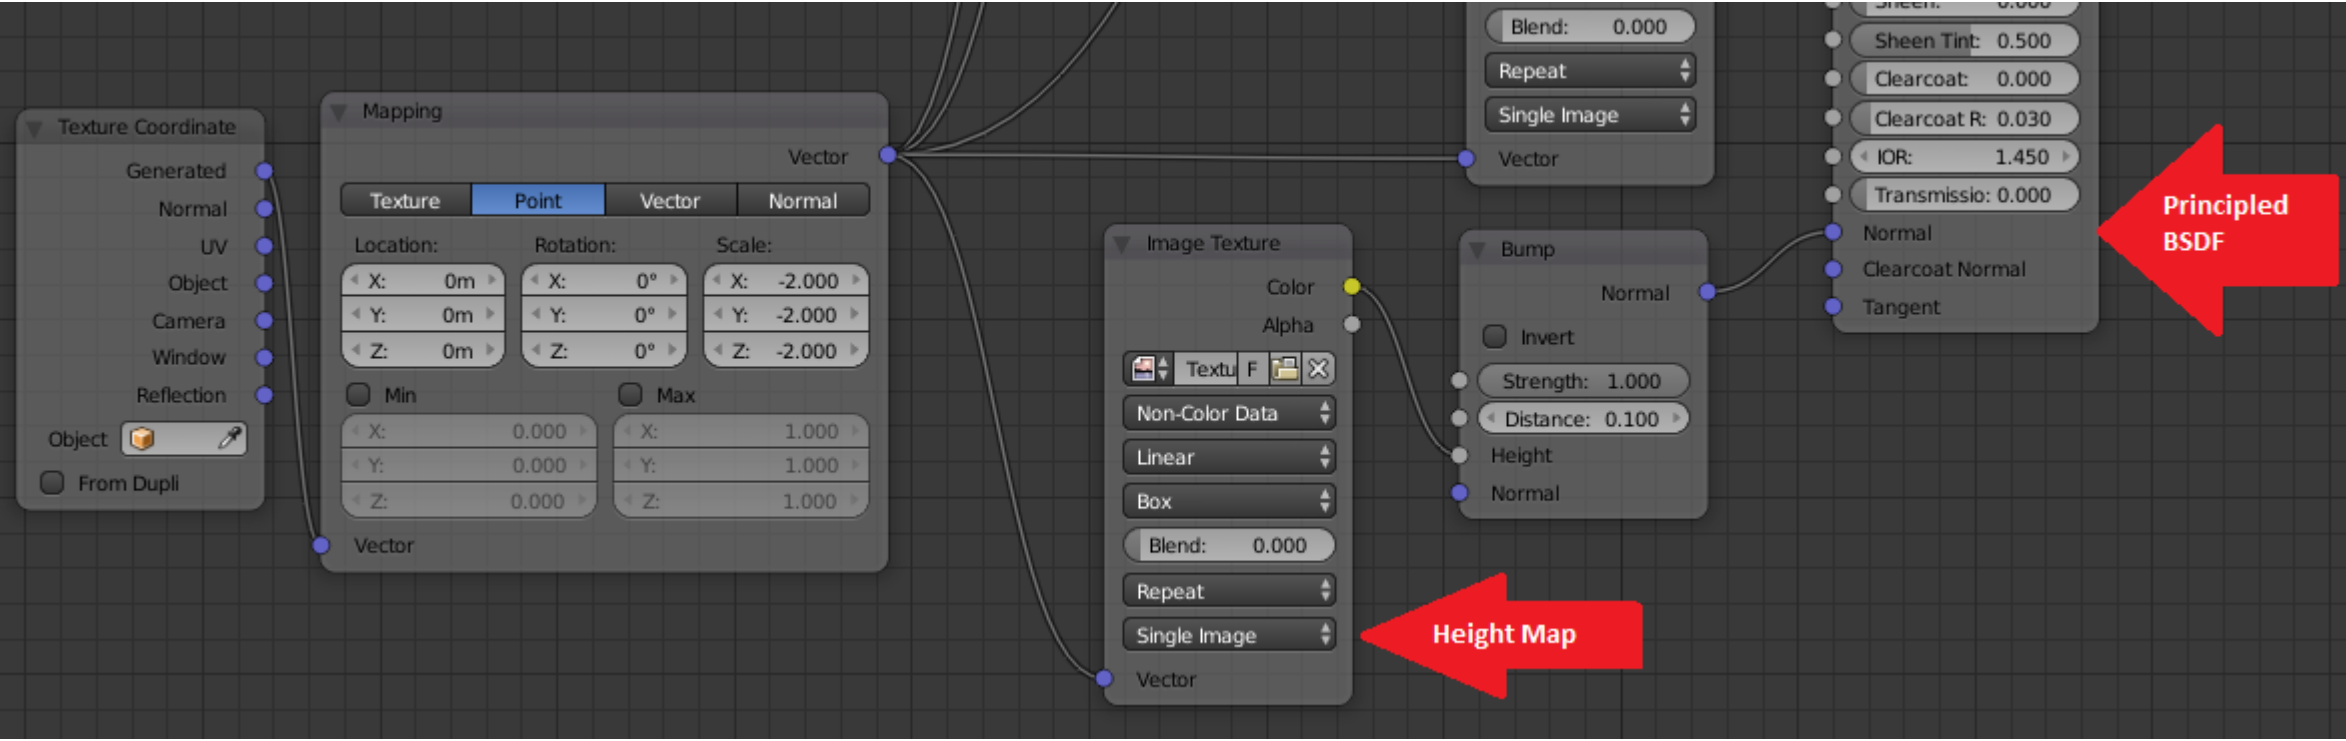 Texture Coordinate
Generated
Normal
UV
Object
Camera
Window
Reflection
Object
From Dupli
Mapping
Vector
Texture Point Vector Normal
Location: Rotation: Scale:
X: 0m X: 0° X: -2.000
Y: 0m Y: 0° Y: -2.000
Z: 0m Z: 0° Z: -2.000
Min Max
X: 0.000 X: 1.000
Y: 0.000 Y: 1.000
Z: 0.000 Z: 1.000
Vector
Image Texture
Color
Alpha
Textu F
Non-Color Data
Linear
Box
Blend: 0.000
Repeat
Single Image
Vector
Height Map
Blend: 0.000
Repeat
Single Image
Vector
Bump
Normal
Invert
Strength: 1.000
Distance: 0.100
Height
Normal
Sheen: 0.000
Sheen Tint: 0.500
Clearcoat: 0.000
Clearcoat R: 0.030
IOR: 1.450
Transmissio: 0.000
Normal
Clearcoat Normal
Tangent
Principled
BSDF